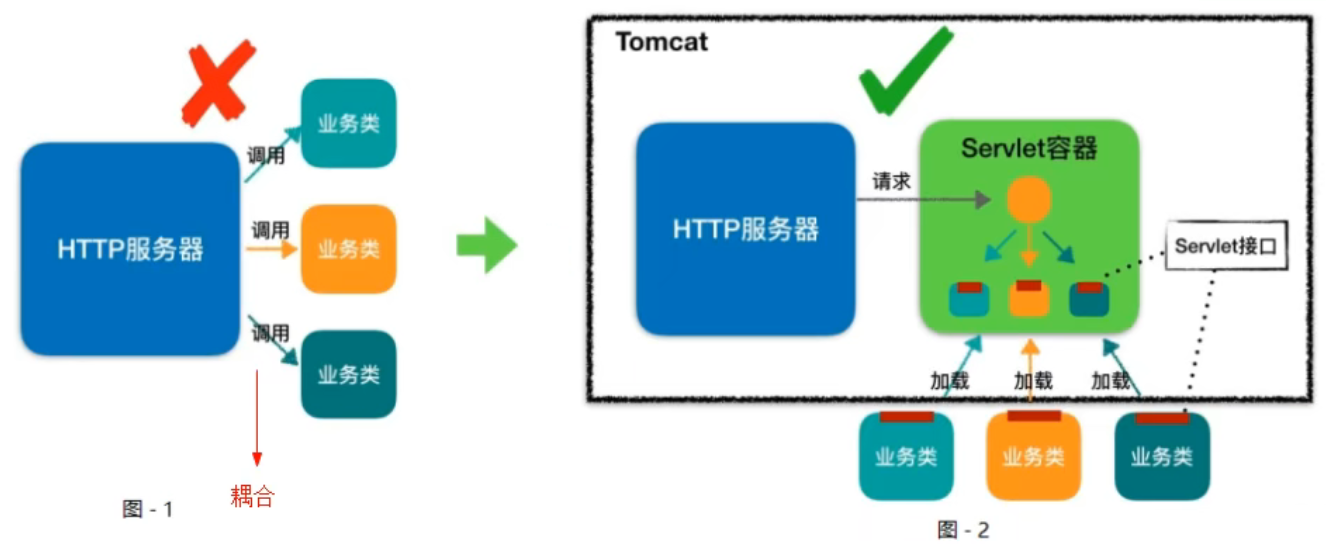 调用
业务类
HTTP服务器
调用
业务类
调用
业务类
耦合
图 - 1
Tomcat
HTTP服务器
请求
Servlet容器
Servlet接口
加载
加载
加载
业务类
业务类
业务类
图 - 2